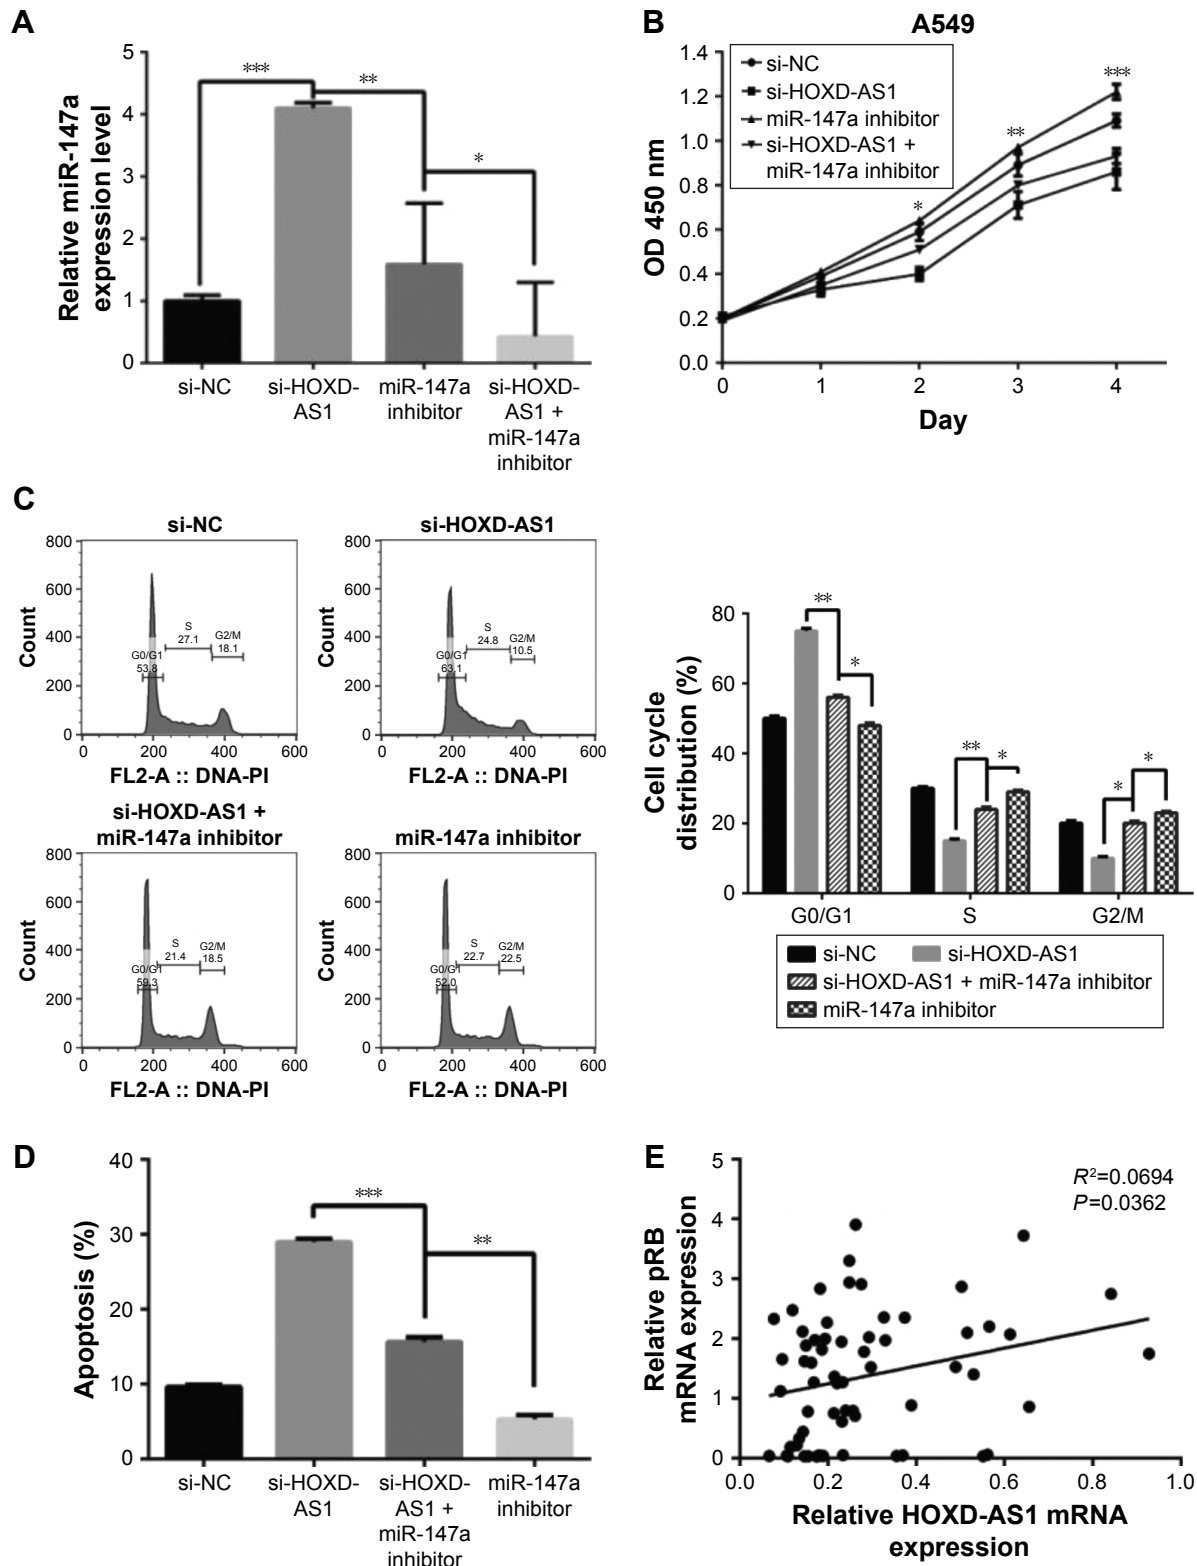 A
Relative miR-147a
expression level
5
4
3
2
1
0
***
**
*
si-NC
si-HOXD-
AS1
miR-147a
inhibitor
si-HOXD-
AS1 +
miR-147a
inhibitor
B
A549
OD 450 nm
1.4
1.2
1.0
0.8
0.6
0.4
0.2
0.0
si-NC
si-HOXD-AS1
miR-147a inhibitor
si-HOXD-AS1 +
miR-147a inhibitor
*
**
***
0 1 2 3 4
Day
C
si-NC
Count
800
600
400
200
0
G0/G1
53.8
S
27.1
G2/M
18.1
0 200 400 600
FL2-A :: DNA-PI
si-HOXD-AS1
Count
800
600
400
200
0
G0/G1
63.1
S
24.8
G2/M
10.5
0 200 400 600
FL2-A :: DNA-PI
si-HOXD-AS1 +
miR-147a inhibitor
Count
800
600
400
200
0
G0/G1
59.3
S
21.4
G2/M
18.5
0 200 400 600
FL2-A :: DNA-PI
miR-147a inhibitor
Count
800
600
400
200
0
G0/G1
52.0
S
22.7
G2/M
22.5
0 200 400 600
FL2-A :: DNA-PI
Cell cycle
distribution (%)
80
60
40
20
0
**
*
**
*
*
*
G0/G1 S G2/M
si-NC si-HOXD-AS1
si-HOXD-AS1 + miR-147a inhibitor
miR-147a inhibitor
D
Apoptosis (%)
40
30
20
10
0
***
**
si-NC
si-HOXD-
AS1
si-HOXD-
AS1 +
miR-147a
inhibitor
miR-147a
inhibitor
E
Relative pRB
mRNA expression
5
4
3
2
1
0
R²=0.0694
P=0.0362
0.0 0.2 0.4 0.6 0.8 1.0
Relative HOXD-AS1 mRNA
expression